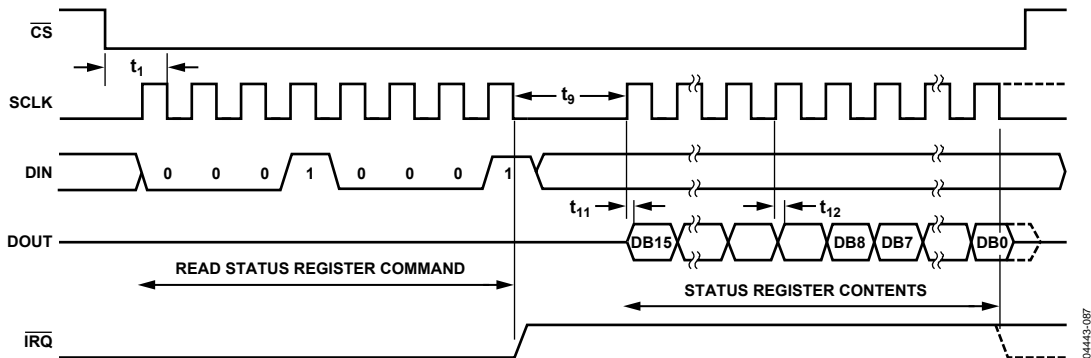 CS
t1
SCLK
t9
DIN
0 0 0 1 0 0 0 1
t11
t12
DOUT
DB15
DB8
DB7
DB0
READ STATUS REGISTER COMMAND
STATUS REGISTER CONTENTS
IRQ
04443-087